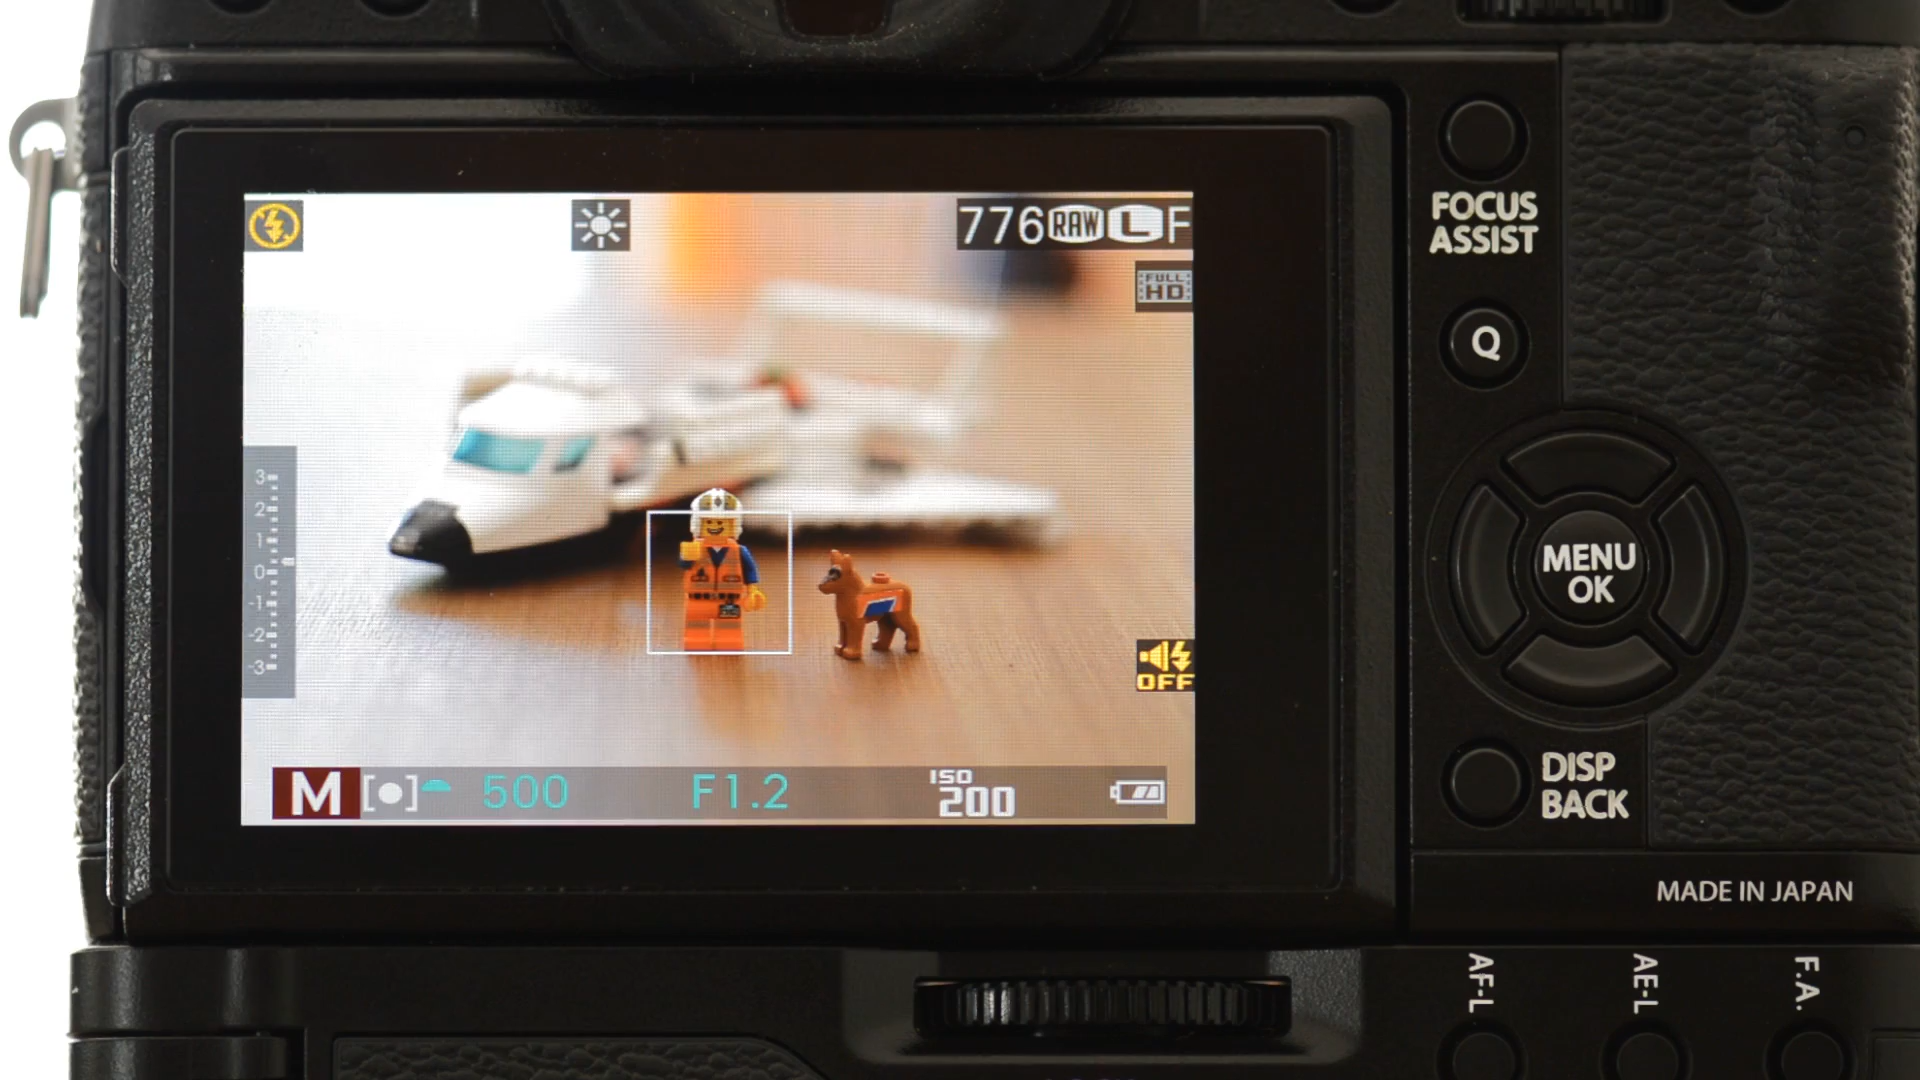 776 RAW L F
FULL
HD
3
2
1
0
-1
-2
-3
OFF
M 500 F1.2 ISO 200
FOCUS
ASSIST
Q
MENU
OK
DISP
BACK
MADE IN JAPAN
AF-L
AE-L
F.A.